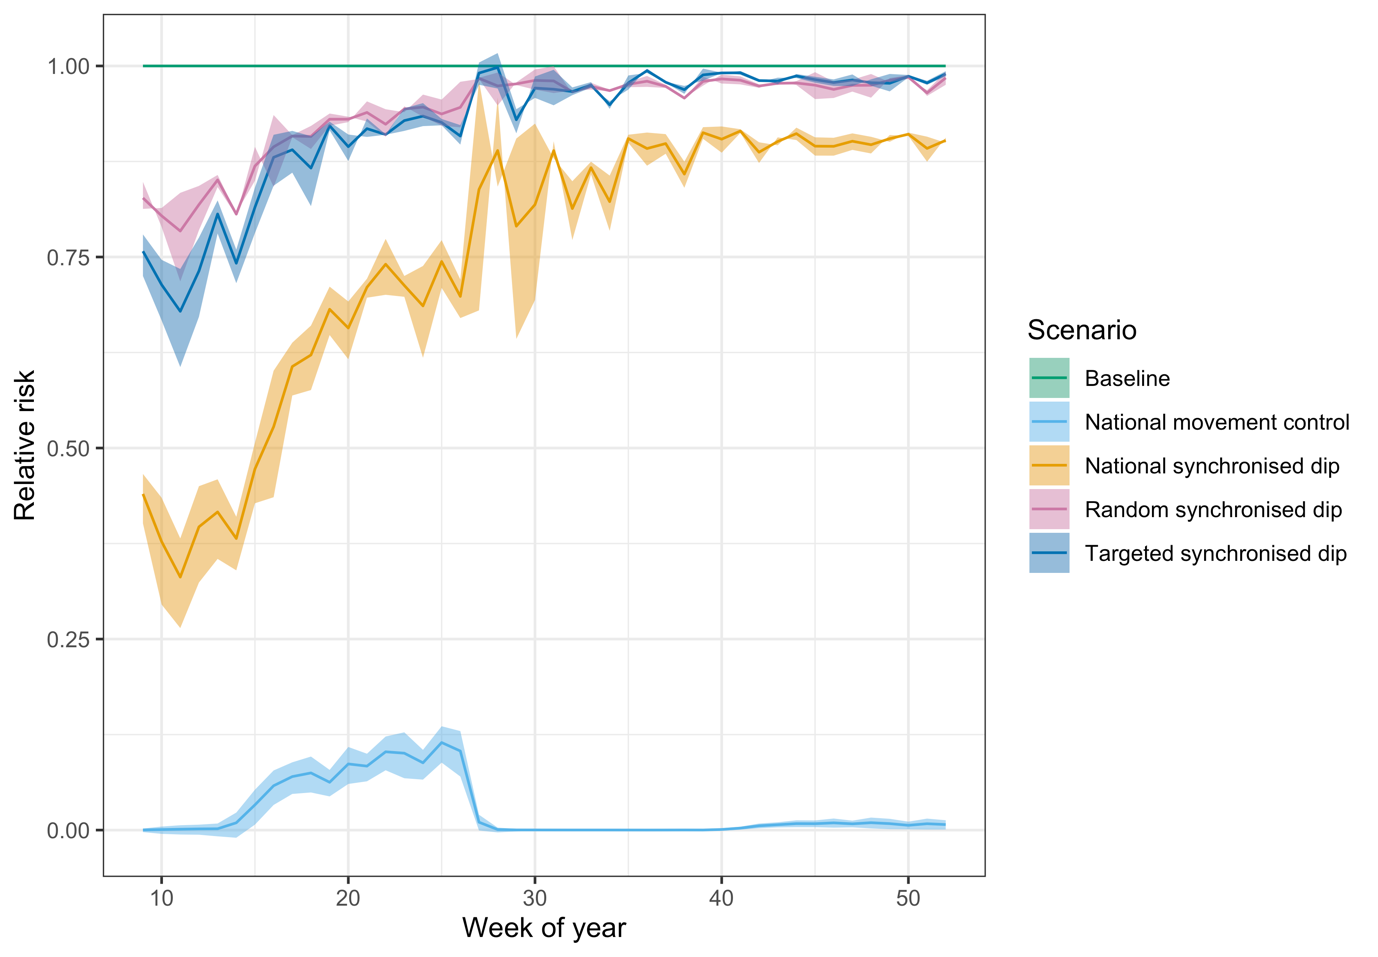 1.00
0.75
0.50
0.25
0.00
Relative risk
10 20 30 40 50
Week of year
Scenario
Baseline
National movement control
National synchronised dip
Random synchronised dip
Targeted synchronised dip